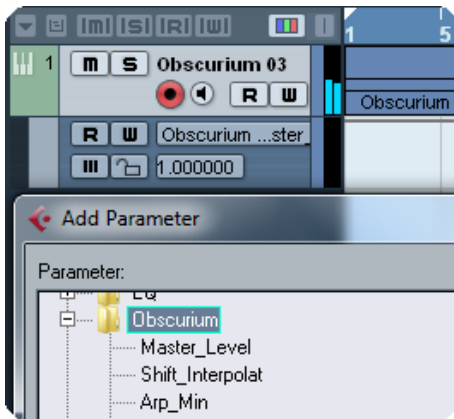 m S R W
1 5
1 m S Obscurium 03
R W
Obscurium
R W Obscurium ...ster_
1.000000
Add Parameter
Parameter:
EQ
Obscurium
Master_Level
Shift_Interpolat
Arp_Min